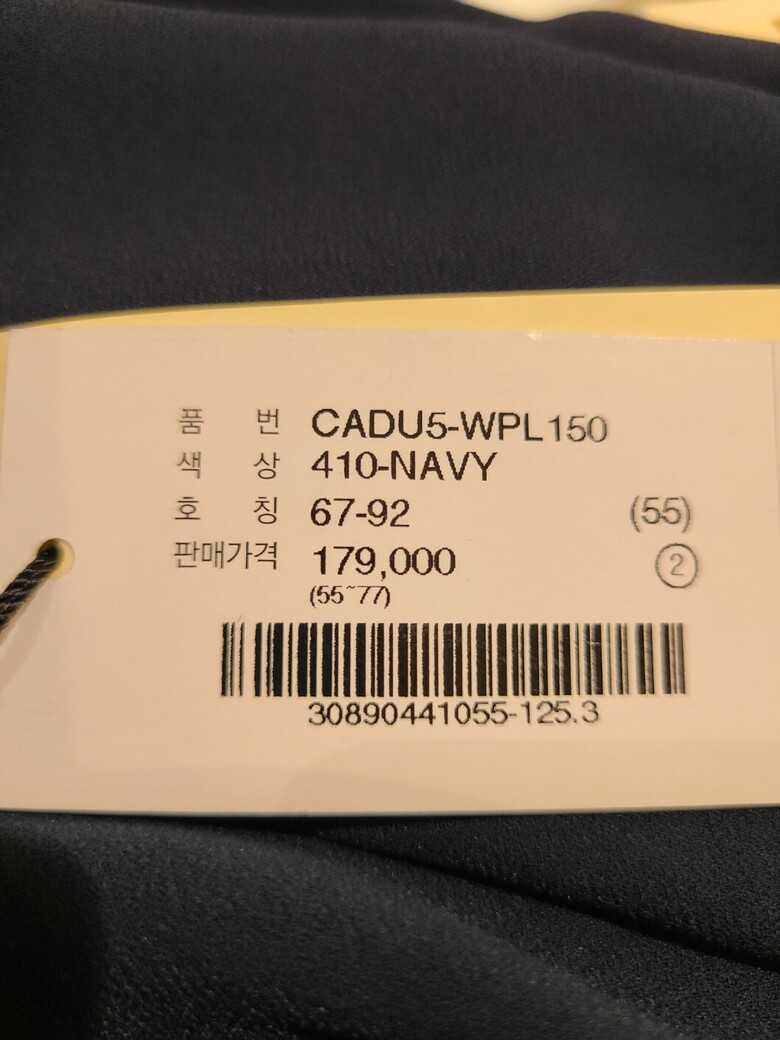 품 번 CADU5-WPL150
색 상 410-NAVY
호 칭 67-92 (55)
판매가격 179,000 ②
(55~77)
30890441055-125.3